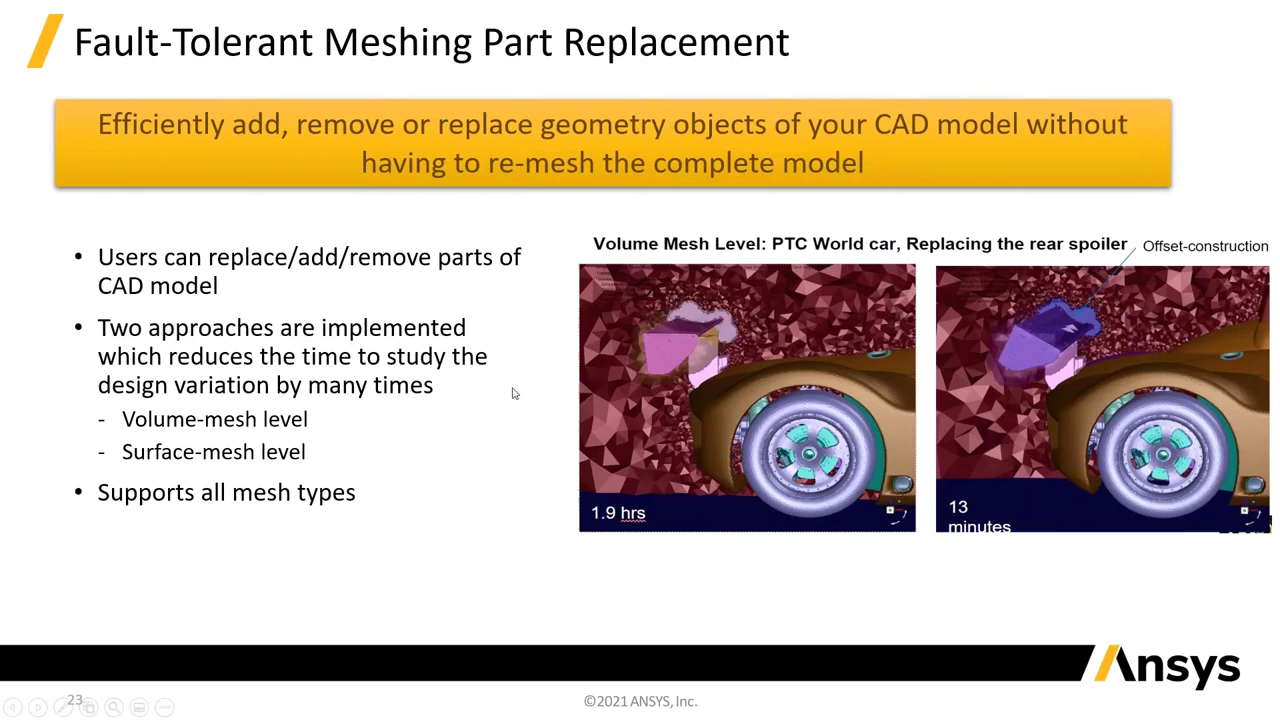 Fault-Tolerant Meshing Part Replacement
Efficiently add, remove or replace geometry objects of your CAD model without
having to re-mesh the complete model
• Users can replace/add/remove parts of
CAD model
• Two approaches are implemented
which reduces the time to study the
design variation by many times
- Volume-mesh level
- Surface-mesh level
• Supports all mesh types
Volume Mesh Level: PTC World car, Replacing the rear spoiler
Offset-construction
1.9 hrs
13
minutes
Ansys
23
©2021 ANSYS, Inc.